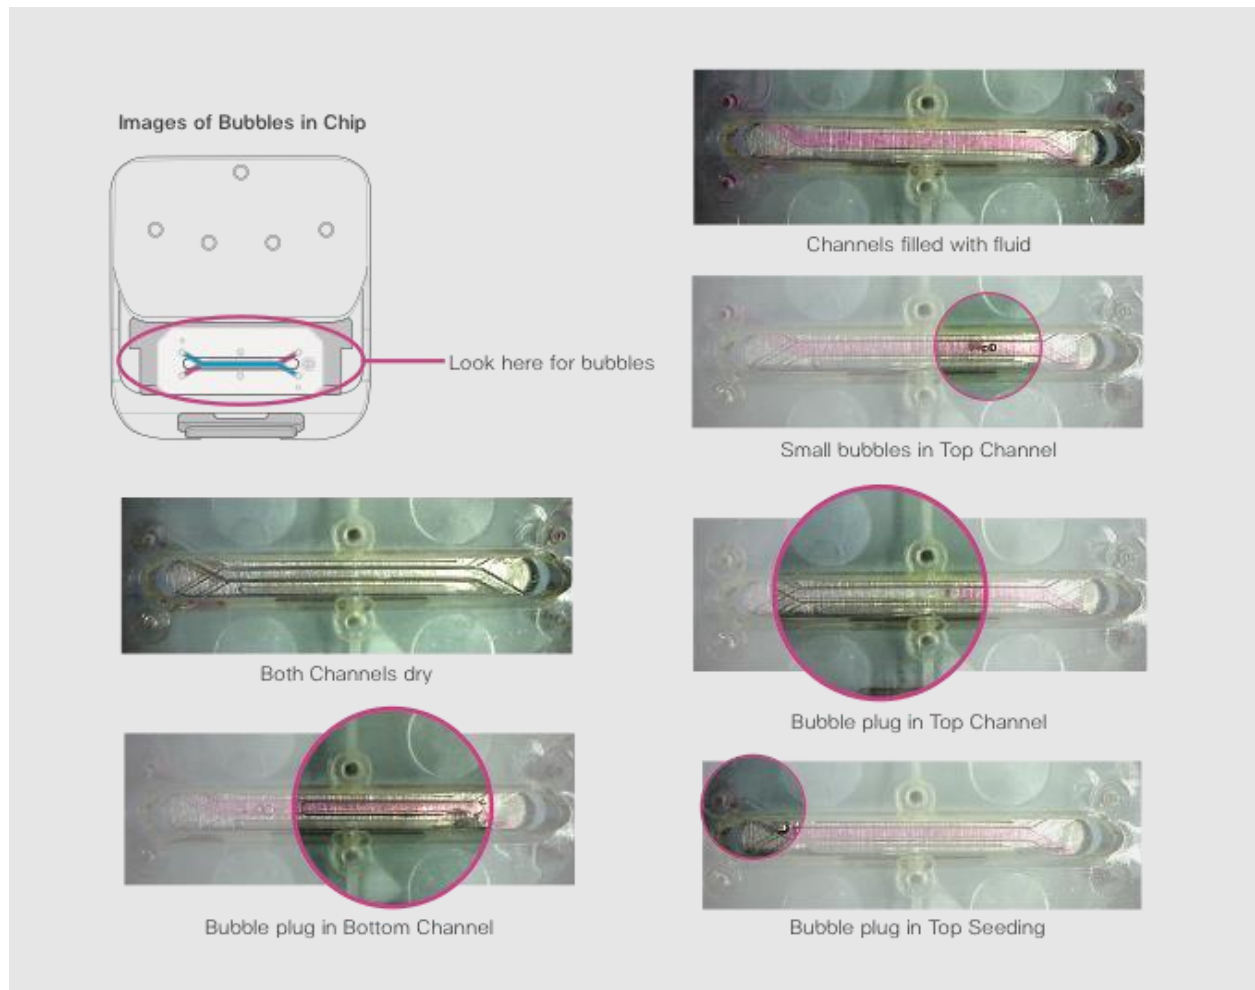 Images of Bubbles in Chip
Look here for bubbles
Both Channels dry
Bubble plug in Bottom Channel
Channels filled with fluid
Small bubbles in Top Channel
Bubble plug in Top Channel
Bubble plug in Top Seeding